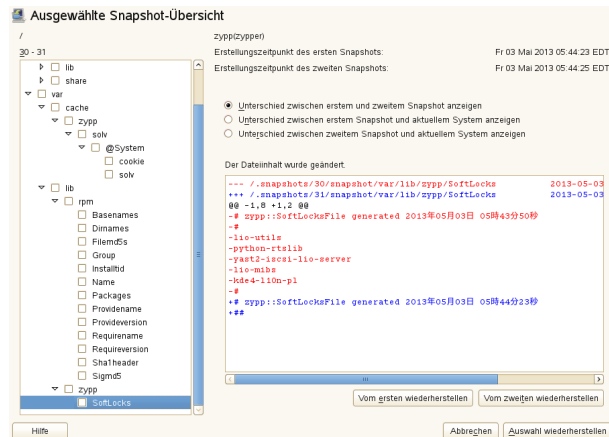 Ausgewählte Snapshot-Übersicht
/
30 - 31
lib
share
var
cache
zypp
solv
@System
cookie
solv
lib
rpm
Basenames
Dirnames
Filemd5s
Group
Installtid
Name
Packages
Providename
Provideversion
Requirename
Requireversion
Sha1header
Sigmd5
zypp
SoftLocks
zypp(zypper)
Erstellungszeitpunkt des ersten Snapshots: Fr 03 Mai 2013 05:44:23 EDT
Erstellungszeitpunkt des zweiten Snapshots: Fr 03 Mai 2013 05:44:25 EDT
Unterschied zwischen erstem und zweitem Snapshot anzeigen
Unterschied zwischen erstem Snapshot und aktuellem System anzeigen
Unterschied zwischen zweitem Snapshot und aktuellem System anzeigen
Der Dateiinhalt wurde geändert.
--- /.snapshots/30/snapshot/var/lib/zypp/SoftLocks 2013-05-03
+++ /.snapshots/31/snapshot/var/lib/zypp/SoftLocks 2013-05-03
@@ -1,8 +1,2 @@
-# zypp::SoftLocksFile generated 2013年05月03日 05時43分50秒
-#
-lio-utils
-python-rtslib
-yast2-iscsi-lio-server
-lio-mibs
-kde4-l10n-pl
-#
+# zypp::SoftLocksFile generated 2013年05月03日 05時44分23秒
+##
Vom ersten wiederherstellen Vom zweiten wiederherstellen
Hilfe Abbrechen Auswahl wiederherstellen